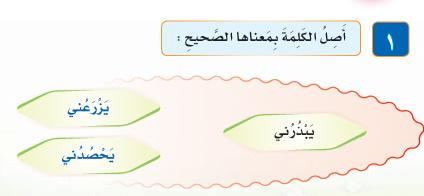 ١
أَصِلُ الكَلِمَةَ بِمَعناها الصَّحيحِ :
يَبْذُرُني
يَزْرَعُني
يَحْصُدُني